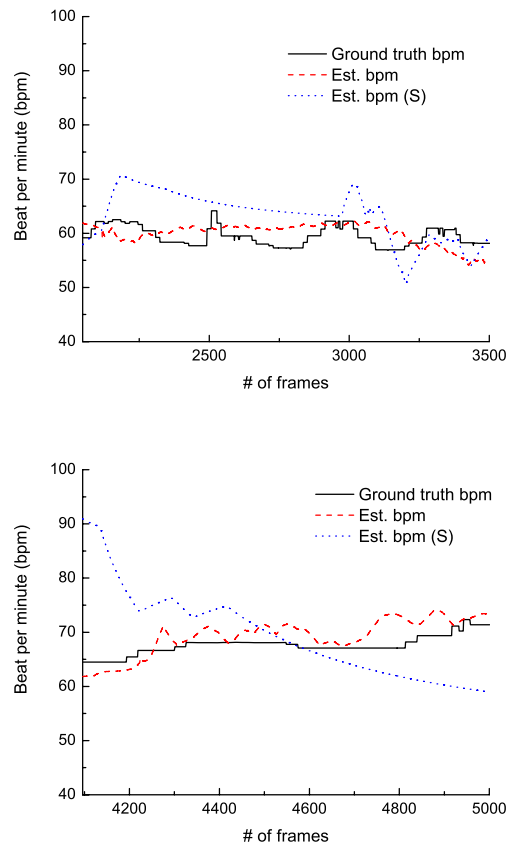 100
90
80
70
60
50
40
Beat per minute (bpm)
Ground truth bpm
Est. bpm
Est. bpm (S)
2500
3000
3500
# of frames
100
90
80
70
60
50
40
Beat per minute (bpm)
Ground truth bpm
Est. bpm
Est. bpm (S)
4200
4400
4600
4800
5000
# of frames